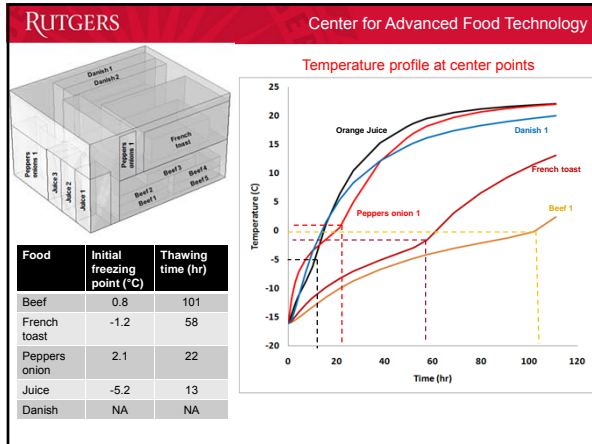 RUTGERS
Center for Advanced Food Technology
Danish 1
Danish 2
Peppers onions 1
French toast
Peppers onions 1
Juice 3
Juice 2
Juice 1
Beef 3
Beef 4
Beef 2
Beef 5
Beef 1
Temperature profile at center points
25
20
15
10
5
0
-5
-10
-15
-20
Temperature (C)
Orange Juice
Danish 1
French toast
Peppers onion 1
Beef 1
0 20 40 60 80 100 120
Time (hr)
Food Initial freezing point (°C) Thawing time (hr)
Beef 0.8 101
French toast -1.2 58
Peppers onion 2.1 22
Juice -5.2 13
Danish NA NA